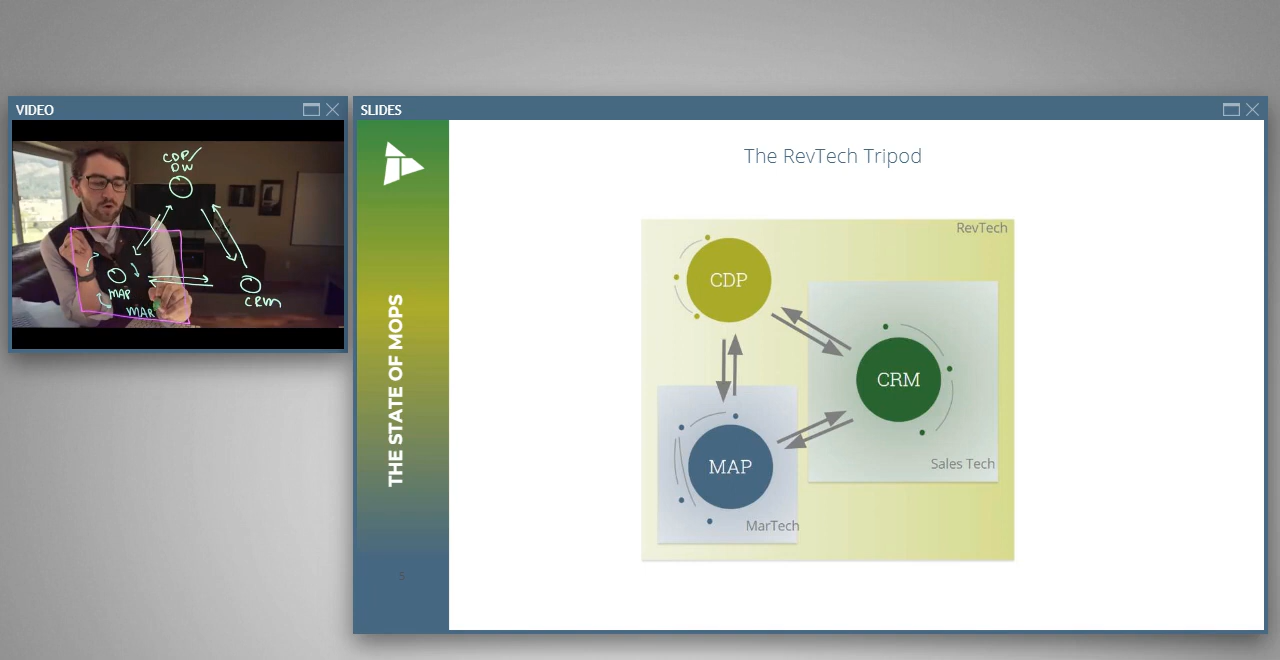 VIDEO
CDP/
DW
MAP
CRM
MAR
SLIDES
THE STATE OF MOPS
5
The RevTech Tripod
RevTech
CDP
CRM
Sales Tech
MAP
MarTech